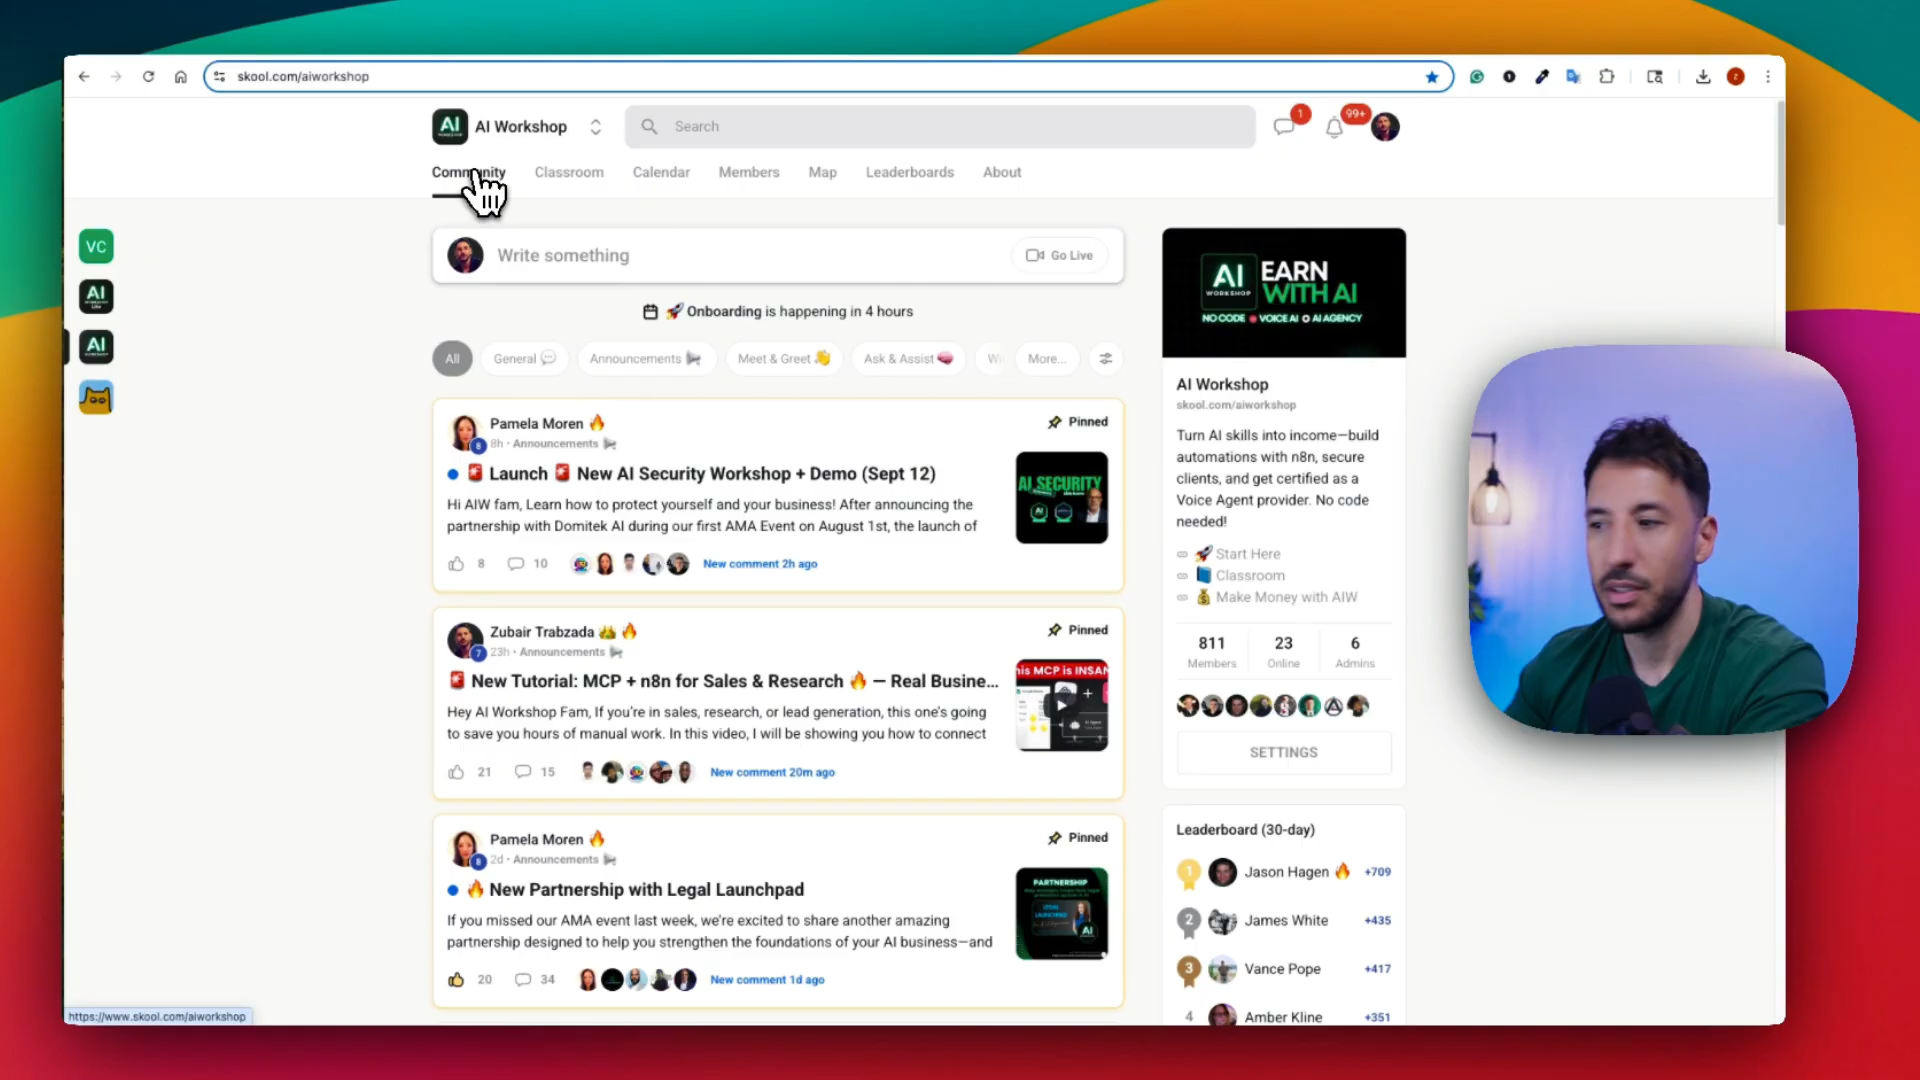 skool.com/aiworkshop
AI
AI Workshop
Search
1
99+
Community
Classroom
Calendar
Members
Map
Leaderboards
About
VC
AI
AI
Write something
Go Live
🚀 Onboarding is happening in 4 hours
All
General 💬
Announcements
Meet & Greet 👋
Ask & Assist 🧠
Wi
More...
Pamela Moren 🔥
8
8h • Announcements
Pinned
🚨 Launch 🚨 New AI Security Workshop + Demo (Sept 12)
Hi AIW fam, Learn how to protect yourself and your business! After announcing the
partnership with Domitek AI during our first AMA Event on August 1st, the launch of
AI SECURITY
8
10
New comment 2h ago
Zubair Trabzada 👑 🔥
7
23h • Announcements
Pinned
🚨 New Tutorial: MCP + n8n for Sales & Research 🔥 — Real Busine...
Hey AI Workshop Fam, If you're in sales, research, or lead generation, this one's going
to save you hours of manual work. In this video, I will be showing you how to connect
his MCP is INSAN
21
15
New comment 20m ago
Pamela Moren 🔥
8
2d • Announcements
Pinned
🔥 New Partnership with Legal Launchpad
If you missed our AMA event last week, we're excited to share another amazing
partnership designed to help you strengthen the foundations of your AI business—and
PARTNERSHIP
AI
20
34
New comment 1d ago
AI
WORKSHOP
EARN
WITH AI
NO CODE VOICE AI AI AGENCY
AI Workshop
skool.com/aiworkshop
Turn AI skills into income—build
automations with n8n, secure
clients, and get certified as a
Voice Agent provider. No code
needed!
🚀 Start Here
📘 Classroom
💰 Make Money with AIW
811
Members
23
Online
6
Admins
SETTINGS
Leaderboard (30-day)
1
Jason Hagen 🔥
+709
2
James White
+435
3
Vance Pope
+417
4
Amber Kline
+351
https://www.skool.com/aiworkshop